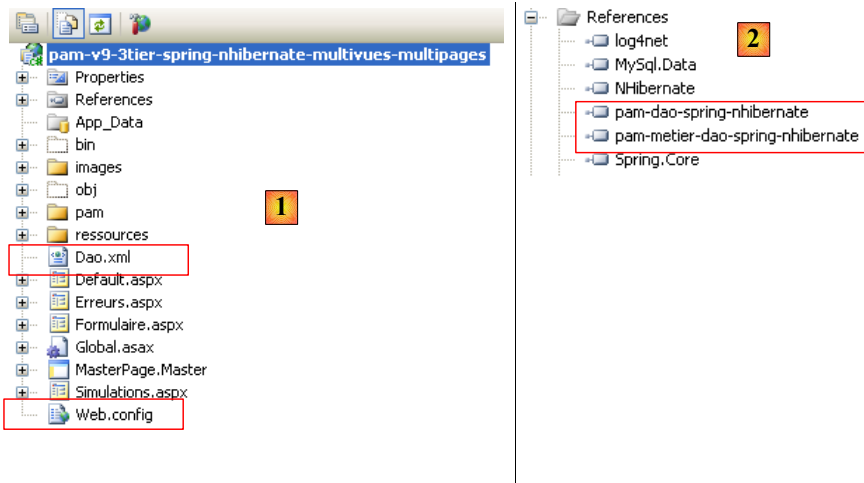 pam-v9-3tier-spring-nhibernate-multivues-multipages
Properties
References
App_Data
bin
images
obj
1
pam
ressources
Dao.xml
Default.aspx
Erreurs.aspx
Formulaire.aspx
Global.asax
MasterPage.Master
Simulations.aspx
Web.config
References
log4net
2
MySql.Data
NHibernate
pam-dao-spring-nhibernate
pam-metier-dao-spring-nhibernate
Spring.Core